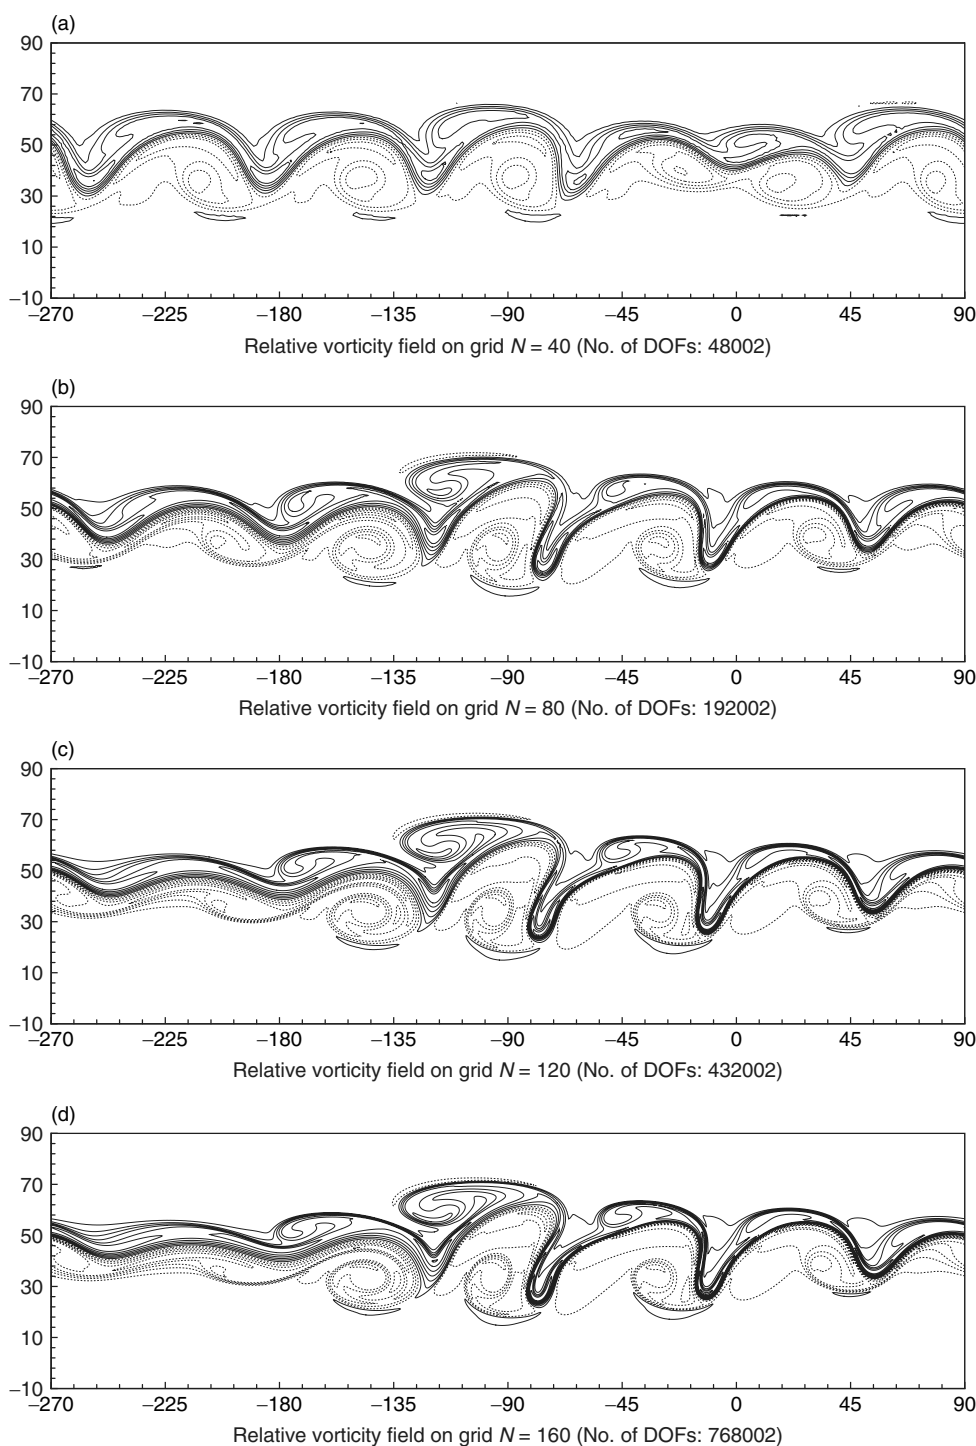 (a)
90
70
50
30
10
−10
−270 −225 −180 −135 −90 −45 0 45 90
Relative vorticity field on grid N = 40 (No. of DOFs: 48002)
(b)
90
70
50
30
10
−10
−270 −225 −180 −135 −90 −45 0 45 90
Relative vorticity field on grid N = 80 (No. of DOFs: 192002)
(c)
90
70
50
30
10
−10
−270 −225 −180 −135 −90 −45 0 45 90
Relative vorticity field on grid N = 120 (No. of DOFs: 432002)
(d)
90
70
50
30
10
−10
−270 −225 −180 −135 −90 −45 0 45 90
Relative vorticity field on grid N = 160 (No. of DOFs: 768002)